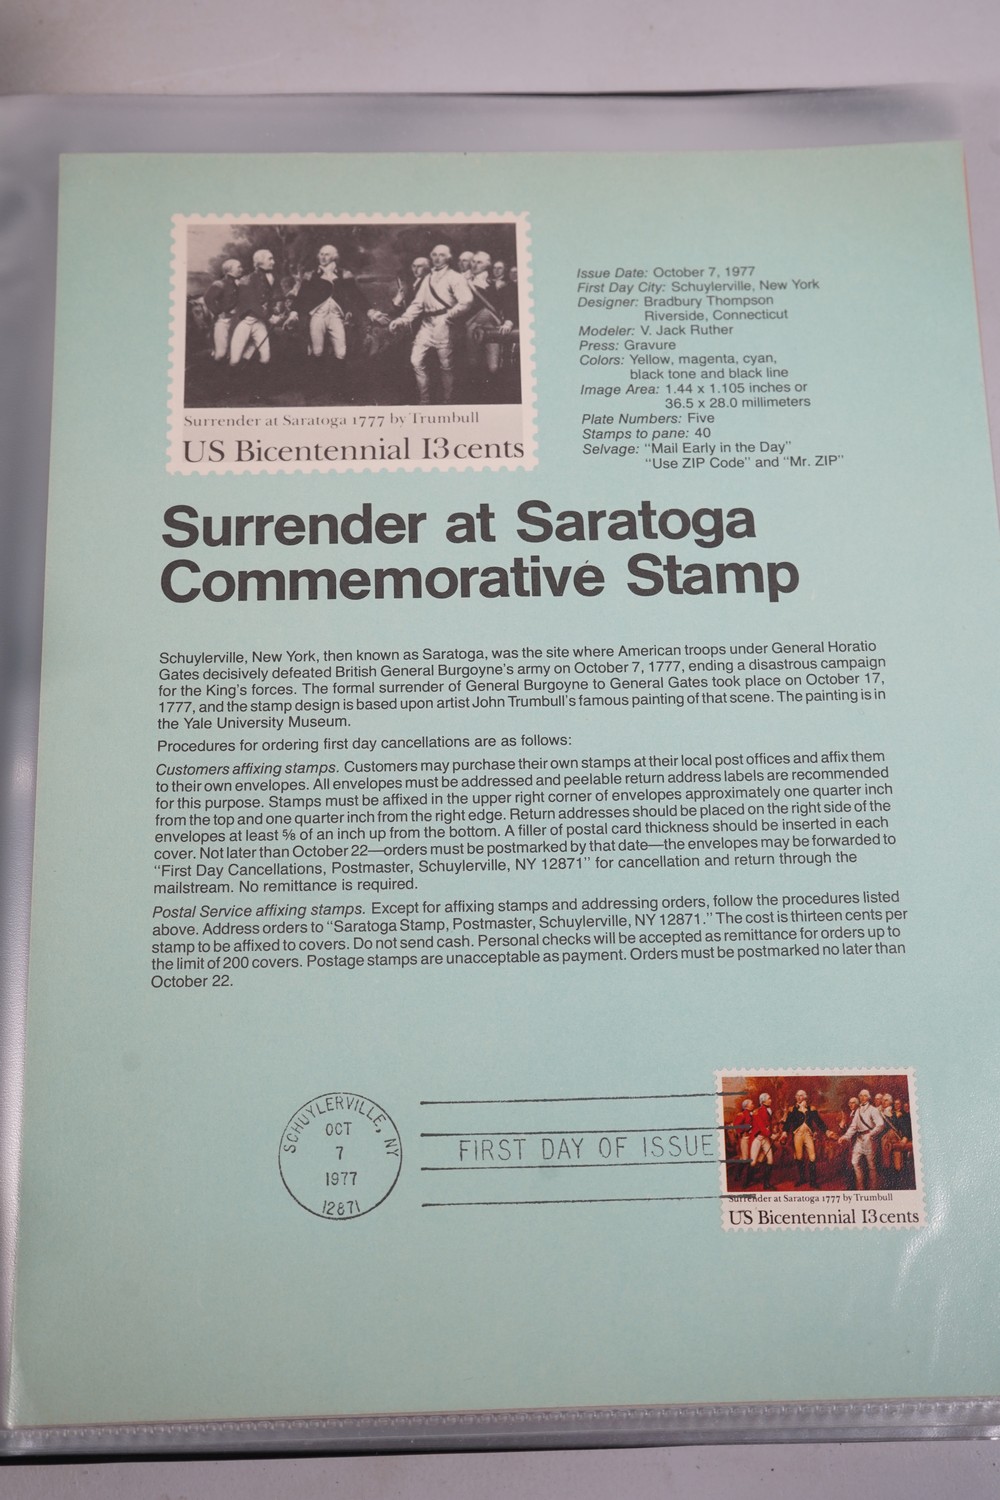 Surrender at Saratoga 1777 by Trumbull
US Bicentennial 13 cents
Issue Date: October 7, 1977
First Day City: Schuylerville, New York
Designer: Bradbury Thompson
Riverside, Connecticut
Modeler: V. Jack Ruther
Press: Gravure
Colors: Yellow, magenta, cyan,
black tone and black line
Image Area: 1.44 x 1.105 inches or
36.5 x 28.0 millimeters
Plate Numbers: Five
Stamps to pane: 40
Selvage: "Mail Early in the Day"
"Use ZIP Code" and "Mr. ZIP"
Surrender at Saratoga
Commemorative Stamp
Schuylerville, New York, then known as Saratoga, was the site where American troops under General Horatio
Gates decisively defeated British General Burgoyne's army on October 7, 1777, ending a disastrous campaign
for the King's forces. The formal surrender of General Burgoyne to General Gates took place on October 17,
1777, and the stamp design is based upon artist John Trumbull's famous painting of that scene. The painting is in
the Yale University Museum.
Procedures for ordering first day cancellations are as follows:
Customers affixing stamps. Customers may purchase their own stamps at their local post offices and affix them
to their own envelopes. All envelopes must be addressed and peelable return address labels are recommended
for this purpose. Stamps must be affixed in the upper right corner of envelopes approximately one quarter inch
from the top and one quarter inch from the right edge. Return addresses should be placed on the right side of the
envelopes at least ⅝ of an inch up from the bottom. A filler of postal card thickness should be inserted in each
cover. Not later than October 22—orders must be postmarked by that date—the envelopes may be forwarded to
"First Day Cancellations, Postmaster, Schuylerville, NY 12871" for cancellation and return through the
mailstream. No remittance is required.
Postal Service affixing stamps. Except for affixing stamps and addressing orders, follow the procedures listed
above. Address orders to "Saratoga Stamp, Postmaster, Schuylerville, NY 12871." The cost is thirteen cents per
stamp to be affixed to covers. Do not send cash. Personal checks will be accepted as remittance for orders up to
the limit of 200 covers. Postage stamps are unacceptable as payment. Orders must be postmarked no later than
October 22.
SCHUYLERVILLE, NY
OCT
7
1977
12871
FIRST DAY OF ISSUE
Surrender at Saratoga 1777 by Trumbull
US Bicentennial 13 cents